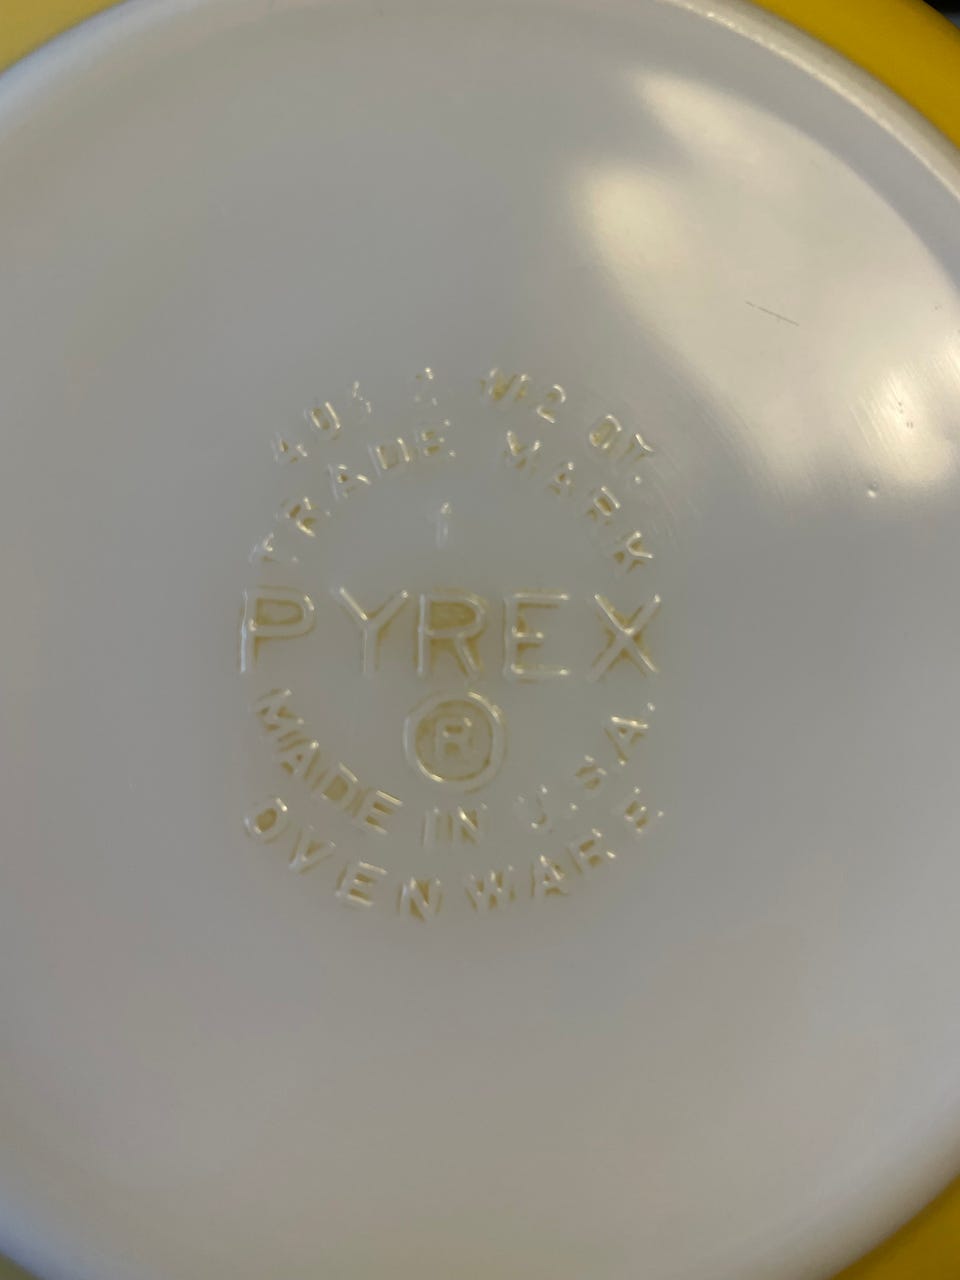 403 2 1/2 QT.
TRADE MARK
1
PYREX
®
MADE IN U.S.A.
OVENWARE